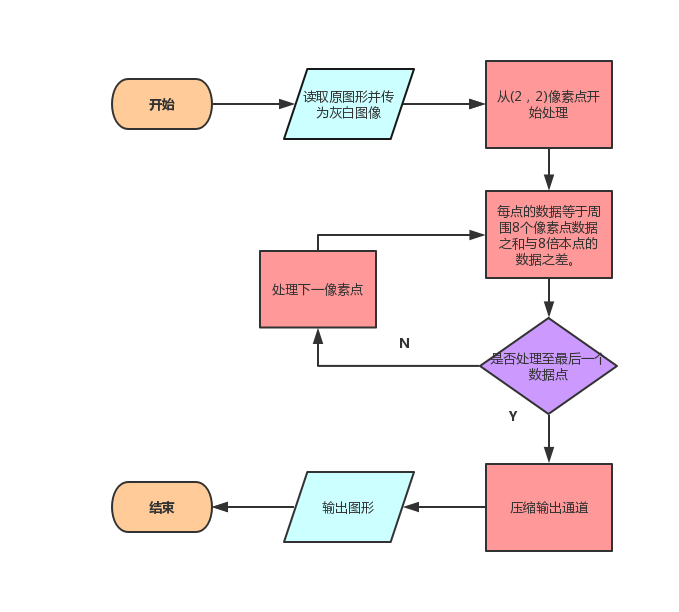 开始
读取原图形并传
为灰白图像
从(2，2)像素点开
始处理
每点的数据等于周
围8个像素点数据
之和与8倍本点的
数据之差。
处理下一像素点
N
是否处理至最后一个
数据点
Y
压缩输出通道
输出图形
结束